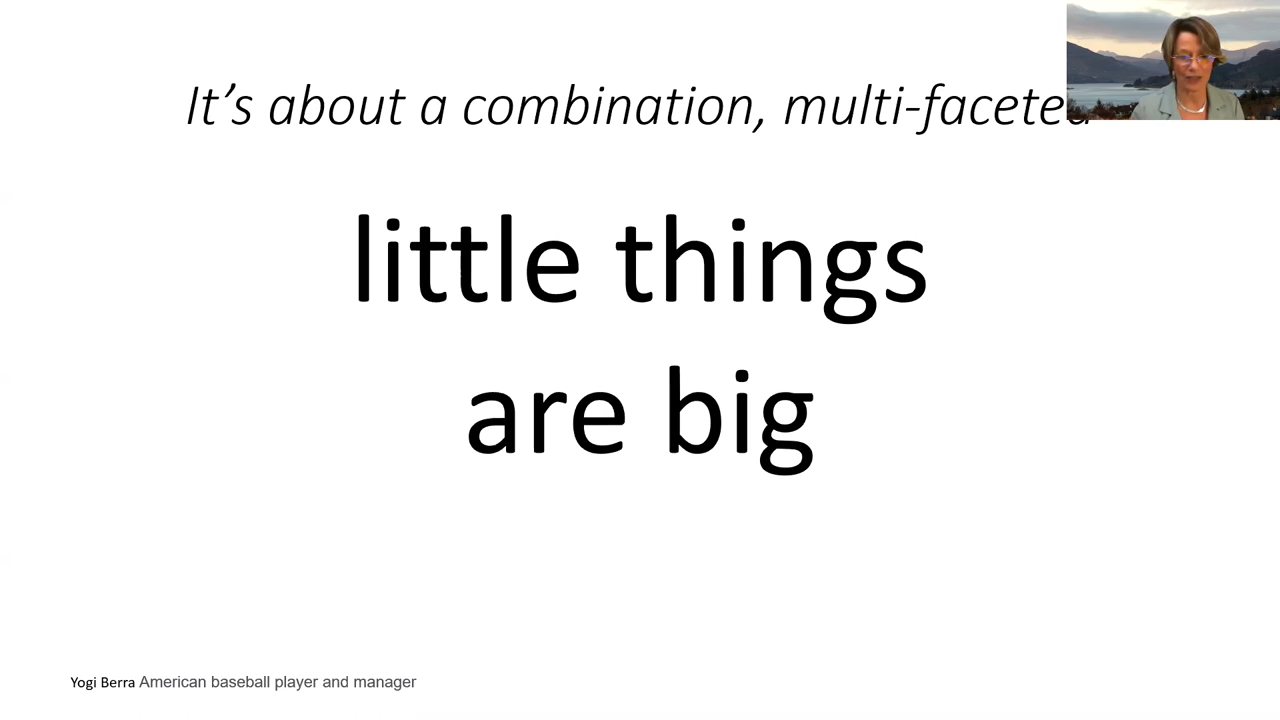 It’s about a combination, multi-faceted
little things
are big
Yogi Berra American baseball player and manager